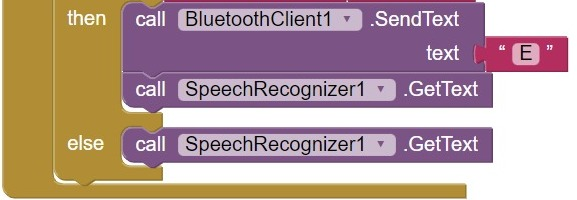 then call BluetoothClient1 .SendText
text “ E ”
call SpeechRecognizer1 .GetText
else call SpeechRecognizer1 .GetText